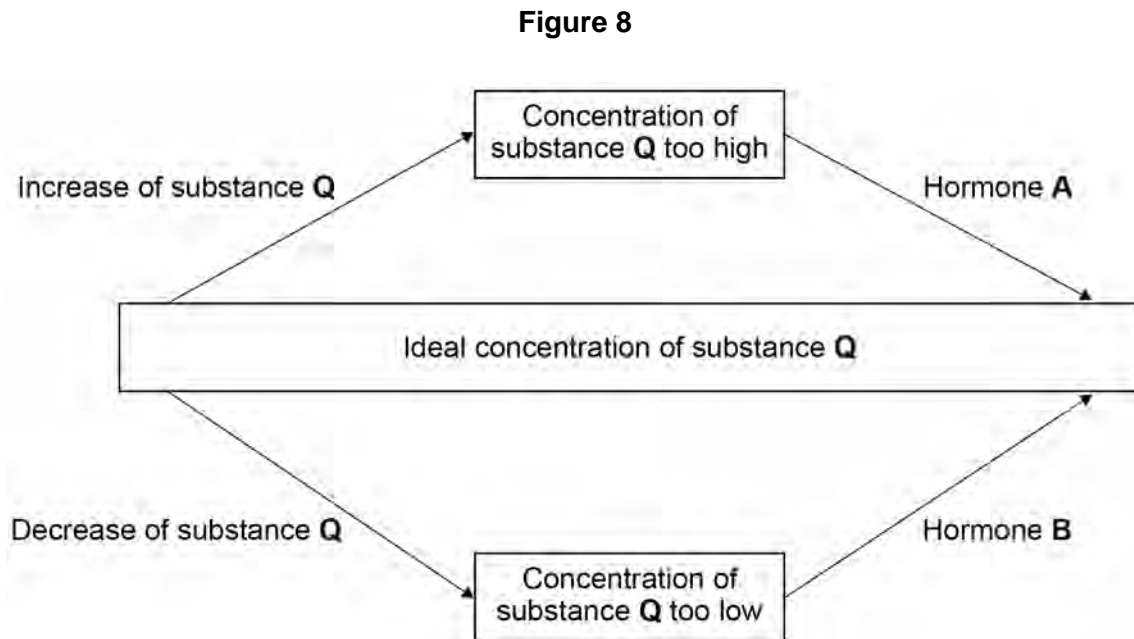 Figure 8
Concentration of
substance Q too high
Increase of substance Q
Hormone A
Ideal concentration of substance Q
Decrease of substance Q
Hormone B
Concentration of
substance Q too low